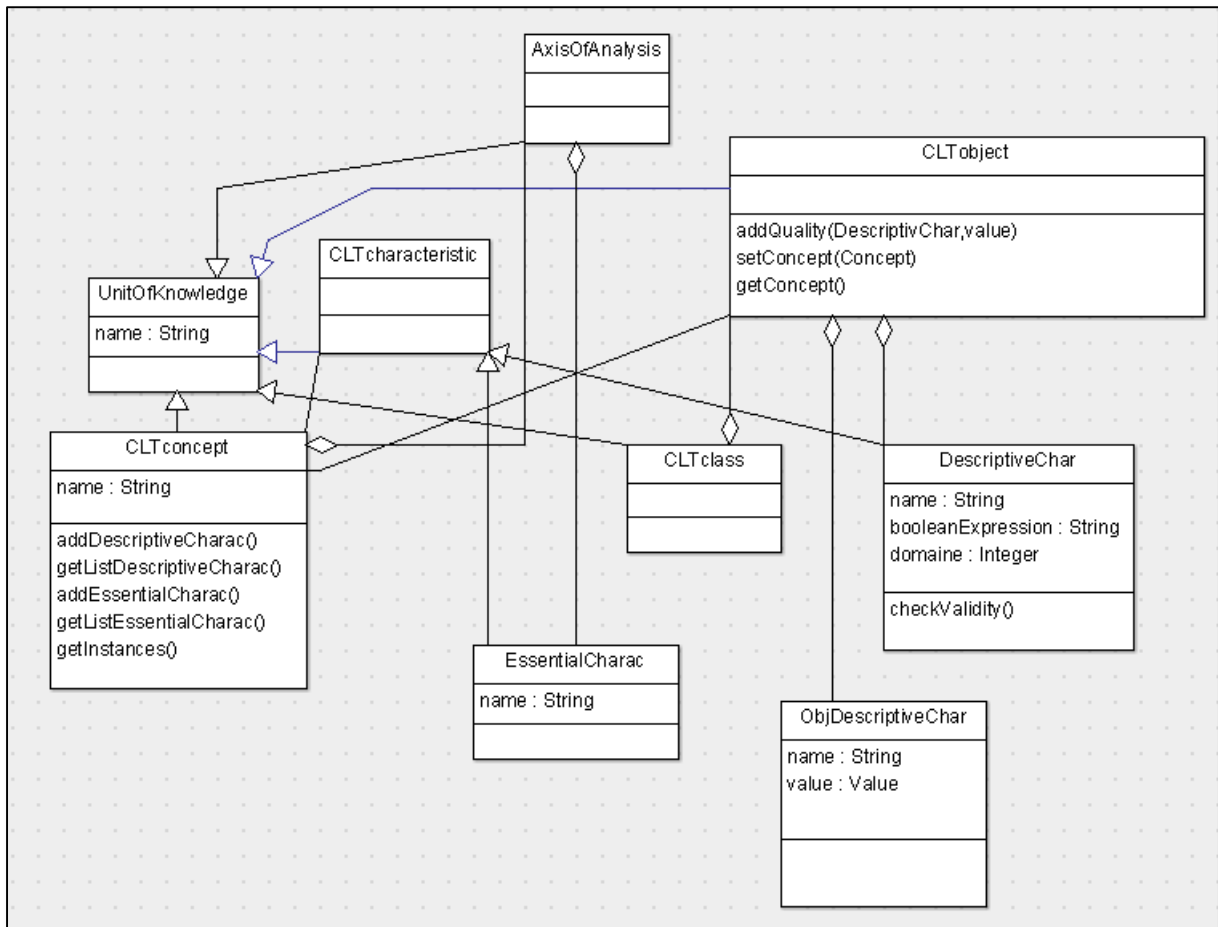 AxisOfAnalysis
CLTobject
addQuality(DescriptivChar,value)
setConcept(Concept)
getConcept()
CLTcharacteristic
UnitOfKnowledge
name : String
CLTconcept
name : String
addDescriptiveCharac()
getListDescriptiveCharac()
addEssentialCharac()
getListEssentialCharac()
getInstances()
CLTclass
DescriptiveChar
name : String
booleanExpression : String
domaine : Integer
checkValidity()
EssentialCharac
name : String
ObjDescriptiveChar
name : String
value : Value